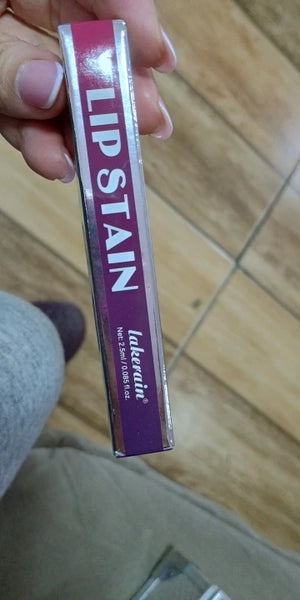 LIP STAIN
lakerain®
Net: 2.5ml / 0.085 fl.oz.